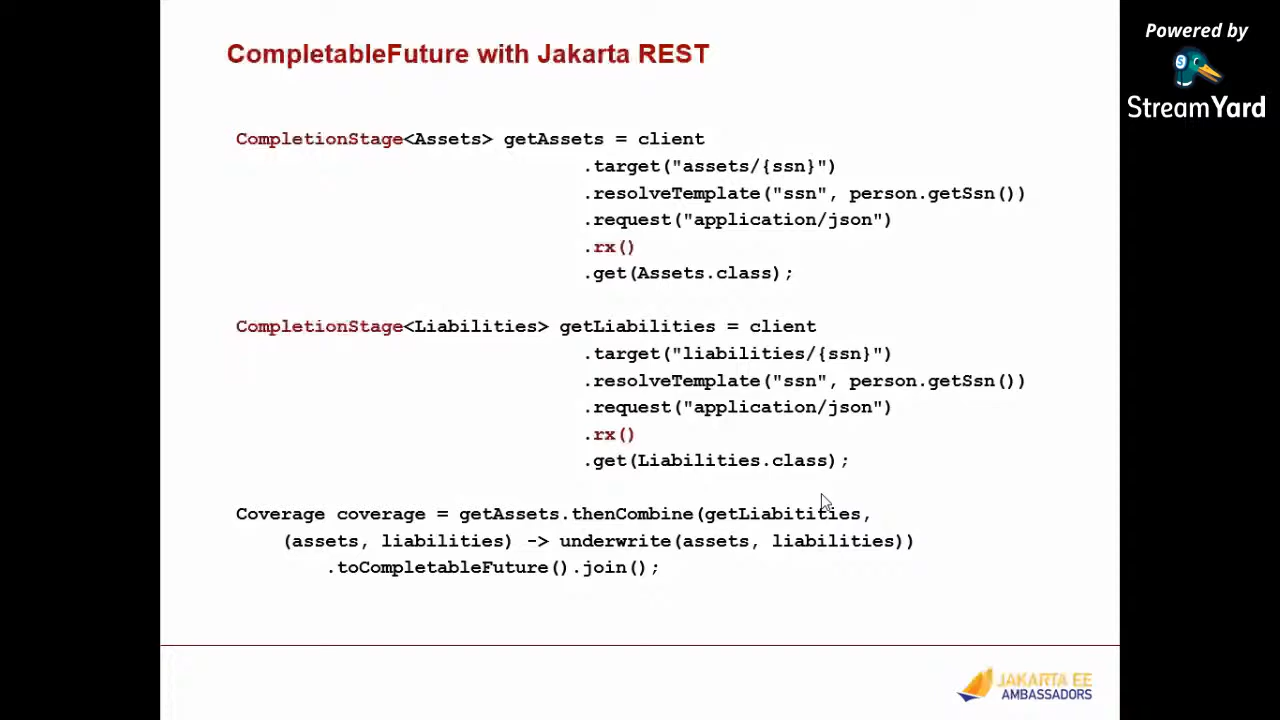 CompletableFuture with Jakarta REST
Powered by
StreamYard
CompletionStage<Assets> getAssets = client
.target("assets/{ssn}")
.resolveTemplate("ssn", person.getSsn())
.request("application/json")
.rx()
.get(Assets.class);
CompletionStage<Liabilities> getLiabilities = client
.target("liabilities/{ssn}")
.resolveTemplate("ssn", person.getSsn())
.request("application/json")
.rx()
.get(Liabilities.class);
Coverage coverage = getAssets.thenCombine(getLiabitities,
(assets, liabilities) -> underwrite(assets, liabilities))
.toCompletableFuture().join();
JAKARTA EE
AMBASSADORS